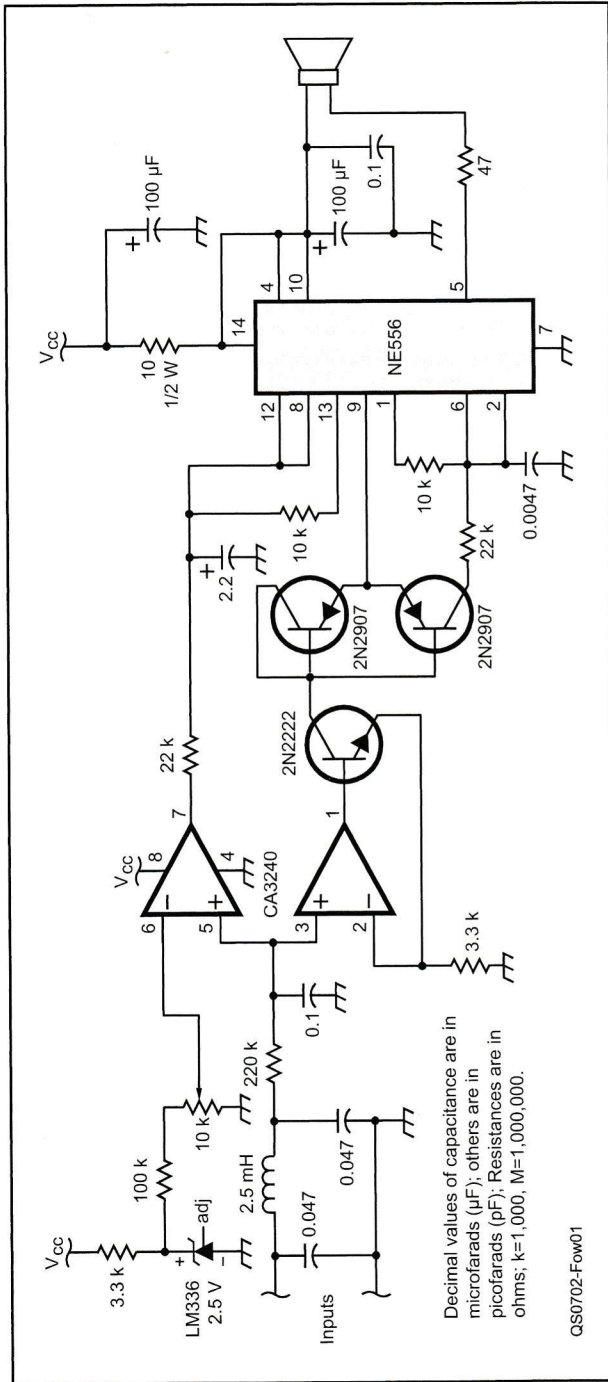 Vcc
3.3 k
LM336
2.5 V
+
adj
−
100 k
10 k
Inputs
0.047
2.5 mH
0.047
220 k
0.1
6
−
5
+
Vcc
8
4
7
CA3240
3
+
2
−
1
3.3 k
22 k
2N2222
+
2.2
10 k
2N2907
2N2907
22 k
10 k
0.0047
Vcc
10
1/2 W
+
100 µF
12
8
13
9
1
6
2
14
4
10
5
7
NE556
+
100 µF
0.1
47
Decimal values of capacitance are in
microfarads (µF); others are in
picofarads (pF); Resistances are in
ohms; k=1,000, M=1,000,000.
QS0702-Fow01